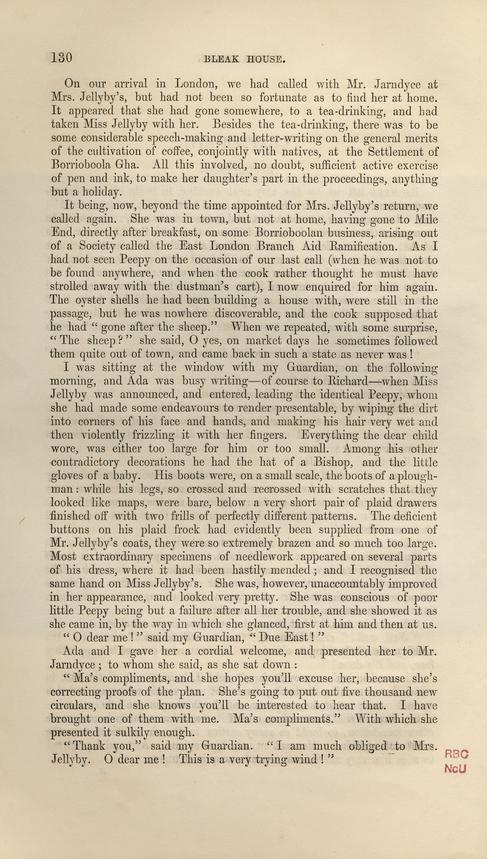 130
BLEAK HOUSE.
On our arrival in London, we had called with Mr. Jarndyce at
Mrs. Jellyby's, but had not been so fortunate as to find her at home.
It appeared that she had gone somewhere, to a tea-drinking, and had
taken Miss Jellyby with her. Besides the tea-drinking, there was to be
some considerable speech-making and letter-writing on the general merits
of the cultivation of coffee, conjointly with natives, at the Settlement of
Borrioboola Gha. All this involved, no doubt, sufficient active exercise
of pen and ink, to make her daughter's part in the proceedings, anything
but a holiday.
It being, now, beyond the time appointed for Mrs. Jellyby's return, we
called again. She was in town, but not at home, having gone to Mile
End, directly after breakfast, on some Borrioboolan business, arising out
of a Society called the East London Branch Aid Ramification. As I
had not seen Peepy on the occasion of our last call (when he was not to
be found anywhere, and when the cook rather thought he must have
strolled away with the dustman's cart), I now enquired for him again.
The oyster shells he had been building a house with, were still in the
passage, but he was nowhere discoverable, and the cook supposed that
he had "gone after the sheep." When we repeated, with some surprise,
"The sheep?" she said, O yes, on market days he sometimes followed
them quite out of town, and came back in such a state as never was!
I was sitting at the window with my Guardian, on the following
morning, and Ada was busy writing—of course to Richard—when Miss
Jellyby was announced, and entered, leading the identical Peepy, whom
she had made some endeavours to render presentable, by wiping the dirt
into corners of his face and hands, and making his hair very wet and
then violently frizzling it with her fingers. Everything the dear child
wore, was either too large for him or too small. Among his other
contradictory decorations he had the hat of a Bishop, and the little
gloves of a baby. His boots were, on a small scale, the boots of a plough-
man: while his legs, so crossed and recrossed with scratches that they
looked like maps, were bare, below a very short pair of plaid drawers
finished off with two frills of perfectly different patterns. The deficient
buttons on his plaid frock had evidently been supplied from one of
Mr. Jellyby's coats, they were so extremely brazen and so much too large.
Most extraordinary specimens of needlework appeared on several parts
of his dress, where it had been hastily mended; and I recognised the
same hand on Miss Jellyby's. She was, however, unaccountably improved
in her appearance, and looked very pretty. She was conscious of poor
little Peepy being but a failure after all her trouble, and she showed it as
she came in, by the way in which she glanced, first at him and then at us.
"O dear me!" said my Guardian, "Due East!"
Ada and I gave her a cordial welcome, and presented her to Mr.
Jarndyce; to whom she said, as she sat down:
"Ma's compliments, and she hopes you'll excuse her, because she's
correcting proofs of the plan. She's going to put out five thousand new
circulars, and she knows you'll be interested to hear that. I have
brought one of them with me. Ma's compliments." With which she
presented it sulkily enough.
"Thank you," said my Guardian. "I am much obliged to Mrs.
Jellyby. O dear me! This is a very trying wind!"
RBC
NcU